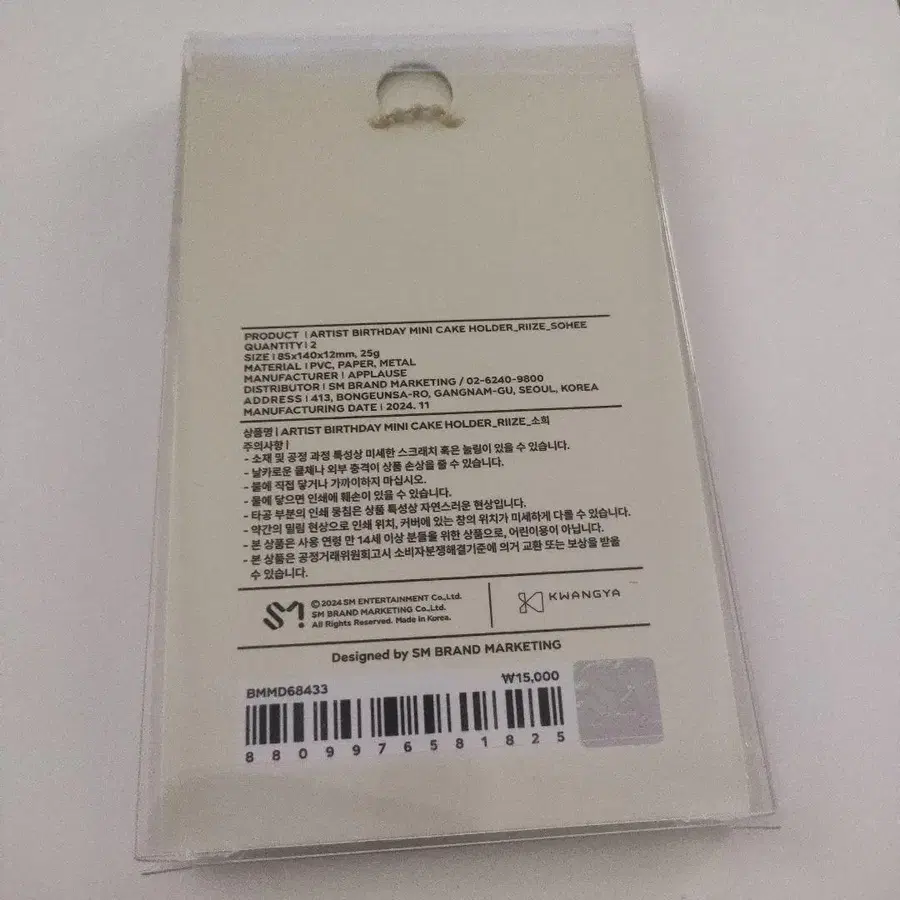 PRODUCT | ARTIST BIRTHDAY MINI CAKE HOLDER_RIIZE_SOHEE
QUANTITY | 2
SIZE | 85x140x12mm, 25g
MATERIAL | PVC, PAPER, METAL
MANUFACTURER | APPLAUSE
DISTRIBUTOR | SM BRAND MARKETING / 02-6240-9800
ADDRESS | 413, BONGEUNSA-RO, GANGNAM-GU, SEOUL, KOREA
MANUFACTURING DATE | 2024. 11
상품명 | ARTIST BIRTHDAY MINI CAKE HOLDER_RIIZE_소희
주의사항 |
- 소재 및 공정 과정 특성상 미세한 스크래치 혹은 눌림이 있을 수 있습니다.
- 날카로운 물체나 외부 충격이 상품 손상을 줄 수 있습니다.
- 불에 직접 닿거나 가까이하지 마십시오.
- 물에 닿으면 인쇄에 훼손이 있을 수 있습니다.
- 타공 부분의 인쇄 뭉침은 상품 특성상 자연스러운 현상입니다.
- 약간의 밀림 현상으로 인쇄 위치, 커버에 있는 창의 위치가 미세하게 다를 수 있습니다.
- 본 상품은 사용 연령 만 14세 이상 분들을 위한 상품으로, 어린이용이 아닙니다.
- 본 상품은 공정거래위원회고시 소비자분쟁해결기준에 의거 교환 또는 보상을 받을
수 있습니다.
SM
©2024 SM ENTERTAINMENT Co.,Ltd.
SM BRAND MARKETING Co.,Ltd.
All Rights Reserved. Made in Korea.
KWANGYA
Designed by SM BRAND MARKETING
BMMD68433
₩15,000
8809976581825